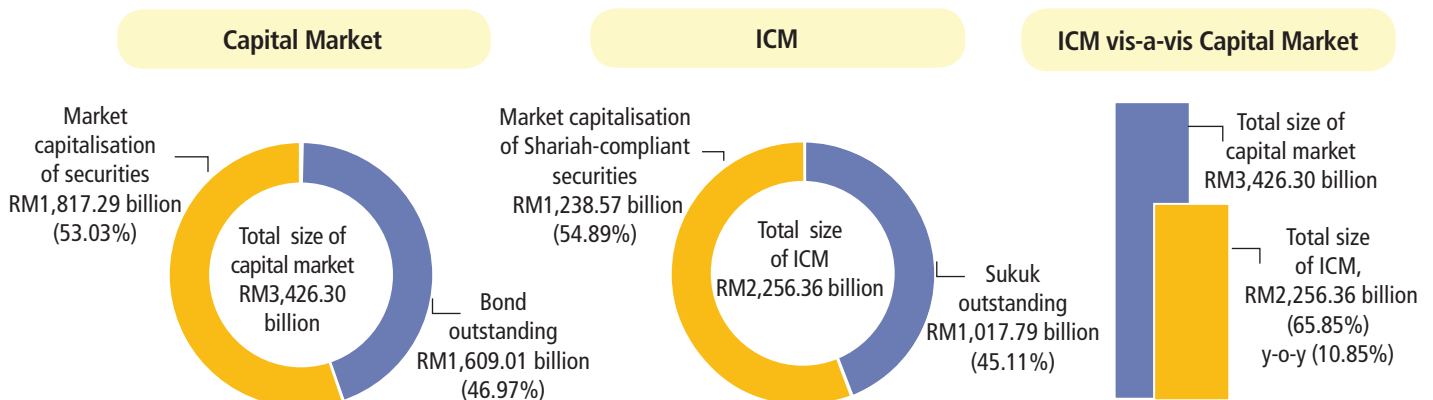 Capital Market
Market
capitalisation
of securities
RM1,817.29 billion
(53.03%)
Total size of
capital market
RM3,426.30
billion
Bond
outstanding
RM1,609.01 billion
(46.97%)
ICM
Market capitalisation
of Shariah-compliant
securities
RM1,238.57 billion
(54.89%)
Total size
of ICM
RM2,256.36 billion
Sukuk
outstanding
RM1,017.79 billion
(45.11%)
ICM vis-a-vis Capital Market
Total size of
capital market
RM3,426.30 billion
Total size
of ICM,
RM2,256.36 billion
(65.85%)
y-o-y (10.85%)